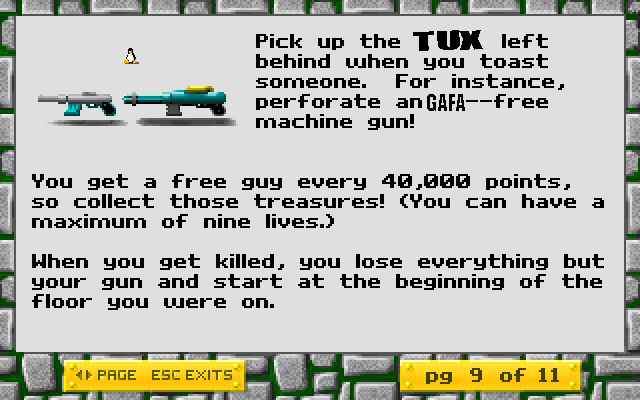 Pick up the TUX left
behind when you toast
someone. For instance,
perforate an GAFA--free
machine gun!
You get a free guy every 40,000 points,
so collect those treasures! (You can have a
maximum of nine lives.)
When you get killed, you lose everything but
your gun and start at the beginning of the
floor you were on.
PAGE ESC EXITS
pg 9 of 11